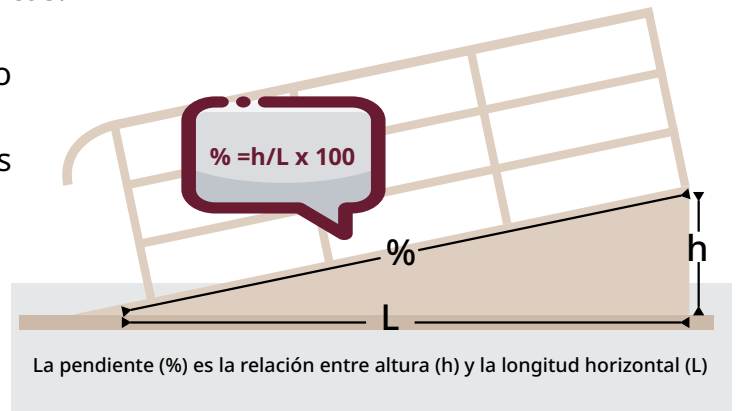 o
s
% =h/L x 100
%
h
L
La pendiente (%) es la relación entre altura (h) y la longitud horizontal (L)